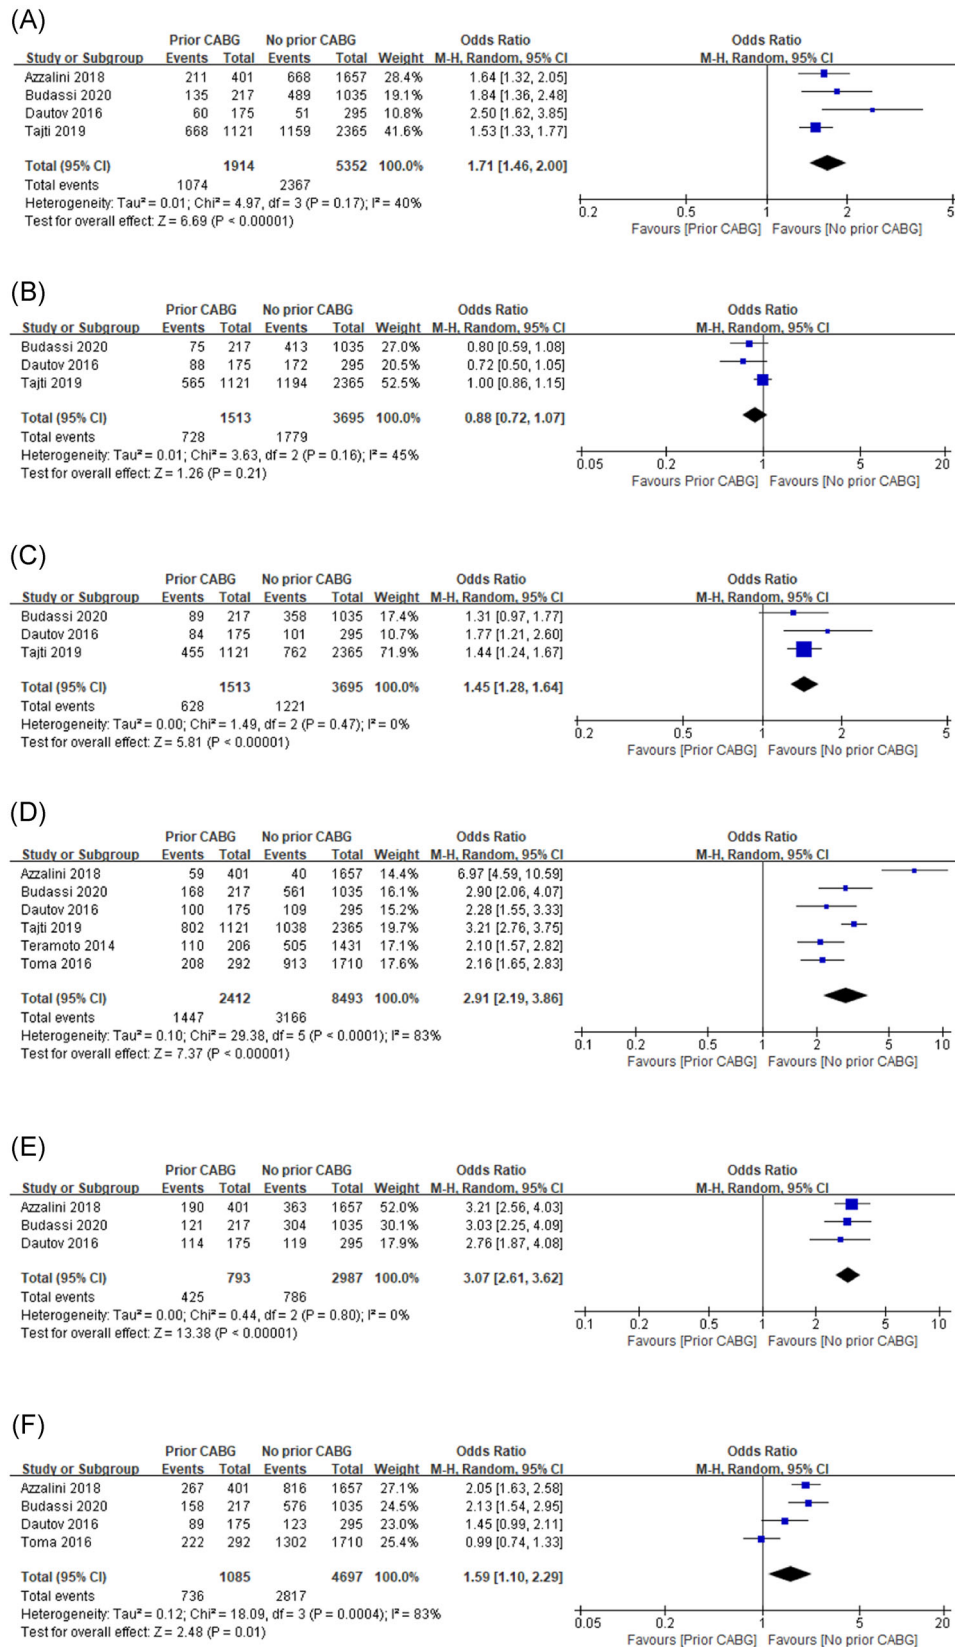 (A)
Prior CABG No prior CABG Odds Ratio Odds Ratio
Study or Subgroup Events Total Events Total Weight M-H, Random, 95% CI M-H, Random, 95% CI
Azzalini 2018 211 401 668 1657 28.4% 1.64 [1.32, 2.05]
Budassi 2020 135 217 489 1035 19.1% 1.84 [1.36, 2.48]
Dautov 2016 60 175 51 295 10.8% 2.50 [1.62, 3.85]
Tajti 2019 668 1121 1159 2365 41.6% 1.53 [1.33, 1.77]
Total (95% CI) 1914 5352 100.0% 1.71 [1.46, 2.00]
Total events 1074 2367
Heterogeneity: Tau² = 0.01; Chi² = 4.97, df = 3 (P = 0.17); I² = 40%
Test for overall effect: Z = 6.69 (P < 0.00001)
0.2 0.5 1 2 5
Favours [Prior CABG] Favours [No prior CABG]
(B)
Prior CABG No prior CABG Odds Ratio Odds Ratio
Study or Subgroup Events Total Events Total Weight M-H, Random, 95% CI M-H, Random, 95% CI
Budassi 2020 75 217 413 1035 27.0% 0.80 [0.59, 1.08]
Dautov 2016 88 175 172 295 20.5% 0.72 [0.50, 1.05]
Tajti 2019 565 1121 1194 2365 52.5% 1.00 [0.86, 1.15]
Total (95% CI) 1513 3695 100.0% 0.88 [0.72, 1.07]
Total events 728 1779
Heterogeneity: Tau² = 0.01; Chi² = 3.63, df = 2 (P = 0.16); I² = 45%
Test for overall effect: Z = 1.26 (P = 0.21)
0.05 0.2 1 5 20
Favours Prior CABG] Favours [No prior CABG]
(C)
Prior CABG No prior CABG Odds Ratio Odds Ratio
Study or Subgroup Events Total Events Total Weight M-H, Random, 95% CI M-H, Random, 95% CI
Budassi 2020 89 217 358 1035 17.4% 1.31 [0.97, 1.77]
Dautov 2016 84 175 101 295 10.7% 1.77 [1.21, 2.60]
Tajti 2019 455 1121 762 2365 71.9% 1.44 [1.24, 1.67]
Total (95% CI) 1513 3695 100.0% 1.45 [1.28, 1.64]
Total events 628 1221
Heterogeneity: Tau² = 0.00; Chi² = 1.49, df = 2 (P = 0.47); I² = 0%
Test for overall effect: Z = 5.81 (P < 0.00001)
0.2 0.5 1 2 5
Favours [Prior CABG] Favours [No prior CABG]
(D)
Prior CABG No prior CABG Odds Ratio Odds Ratio
Study or Subgroup Events Total Events Total Weight M-H, Random, 95% CI M-H, Random, 95% CI
Azzalini 2018 59 401 40 1657 14.4% 6.97 [4.59, 10.59]
Budassi 2020 168 217 561 1035 16.1% 2.90 [2.06, 4.07]
Dautov 2016 100 175 109 295 15.2% 2.28 [1.55, 3.33]
Tajti 2019 802 1121 1038 2365 19.7% 3.21 [2.76, 3.75]
Teramoto 2014 110 206 505 1431 17.1% 2.10 [1.57, 2.82]
Toma 2016 208 292 913 1710 17.6% 2.16 [1.65, 2.83]
Total (95% CI) 2412 8493 100.0% 2.91 [2.19, 3.86]
Total events 1447 3166
Heterogeneity: Tau² = 0.10; Chi² = 29.38, df = 5 (P < 0.0001); I² = 83%
Test for overall effect: Z = 7.37 (P < 0.00001)
0.1 0.2 0.5 1 2 5 10
Favours [Prior CABG] Favours [No prior CABG]
(E)
Prior CABG No prior CABG Odds Ratio Odds Ratio
Study or Subgroup Events Total Events Total Weight M-H, Random, 95% CI M-H, Random, 95% CI
Azzalini 2018 190 401 363 1657 52.0% 3.21 [2.56, 4.03]
Budassi 2020 121 217 304 1035 30.1% 3.03 [2.25, 4.09]
Dautov 2016 114 175 119 295 17.9% 2.76 [1.87, 4.08]
Total (95% CI) 793 2987 100.0% 3.07 [2.61, 3.62]
Total events 425 786
Heterogeneity: Tau² = 0.00; Chi² = 0.44, df = 2 (P = 0.80); I² = 0%
Test for overall effect: Z = 13.38 (P < 0.00001)
0.1 0.2 0.5 1 2 5 10
Favours [Prior CABG] Favours [No prior CABG]
(F)
Prior CABG No prior CABG Odds Ratio Odds Ratio
Study or Subgroup Events Total Events Total Weight M-H, Random, 95% CI M-H, Random, 95% CI
Azzalini 2018 267 401 816 1657 27.1% 2.05 [1.63, 2.58]
Budassi 2020 158 217 576 1035 24.5% 2.13 [1.54, 2.95]
Dautov 2016 89 175 123 295 23.0% 1.45 [0.99, 2.11]
Toma 2016 222 292 1302 1710 25.4% 0.99 [0.74, 1.33]
Total (95% CI) 1085 4697 100.0% 1.59 [1.10, 2.29]
Total events 736 2817
Heterogeneity: Tau² = 0.12; Chi² = 18.09, df = 3 (P = 0.0004); I² = 83%
Test for overall effect: Z = 2.48 (P = 0.01)
0.05 0.2 1 5 20
Favours [Prior CABG] Favours [No prior CABG]